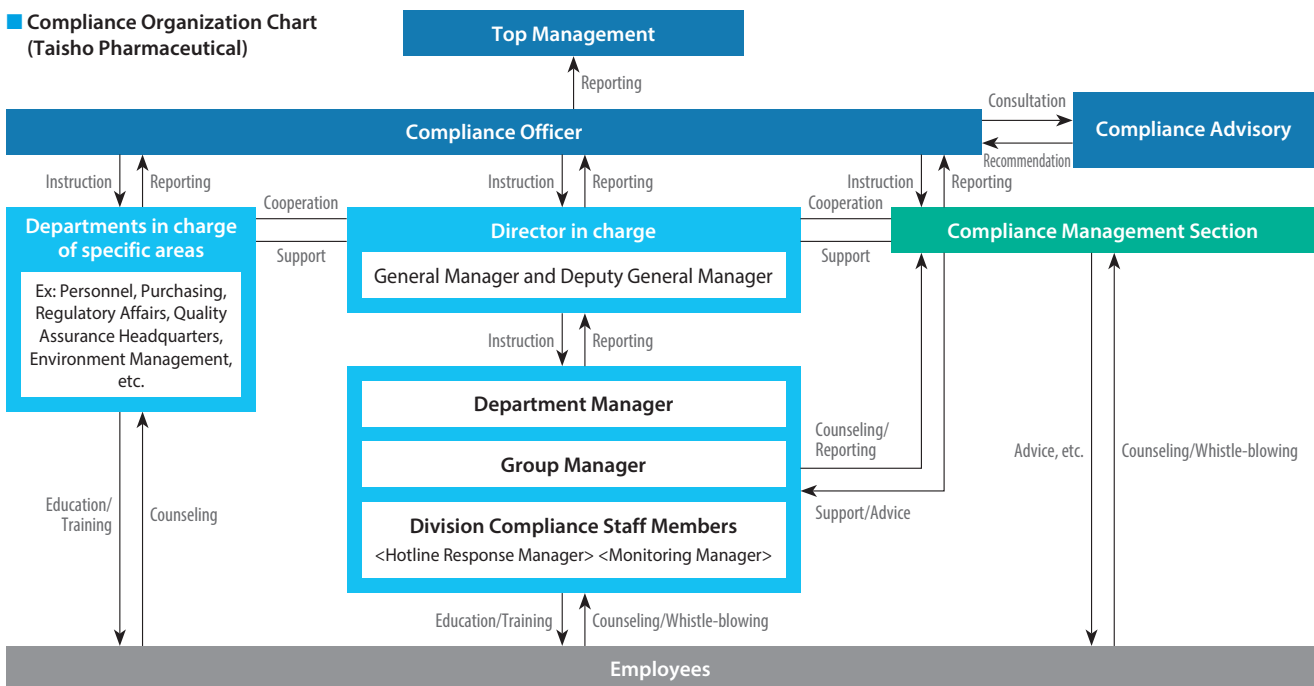 Compliance Organization Chart
(Taisho Pharmaceutical)
Top Management
Reporting
Compliance Officer
Consultation
Compliance Advisory
Recommendation
Instruction
Reporting
Instruction
Reporting
Instruction
Reporting
Departments in charge
of specific areas
Ex: Personnel, Purchasing,
Regulatory Affairs, Quality
Assurance Headquarters,
Environment Management,
etc.
Cooperation
Support
Director in charge
General Manager and Deputy General Manager
Cooperation
Support
Compliance Management Section
Instruction
Reporting
Department Manager
Group Manager
Division Compliance Staff Members
<Hotline Response Manager> <Monitoring Manager>
Counseling/
Reporting
Support/Advice
Advice, etc.
Counseling/Whistle-blowing
Education/
Training
Counseling
Education/Training
Counseling/Whistle-blowing
Employees